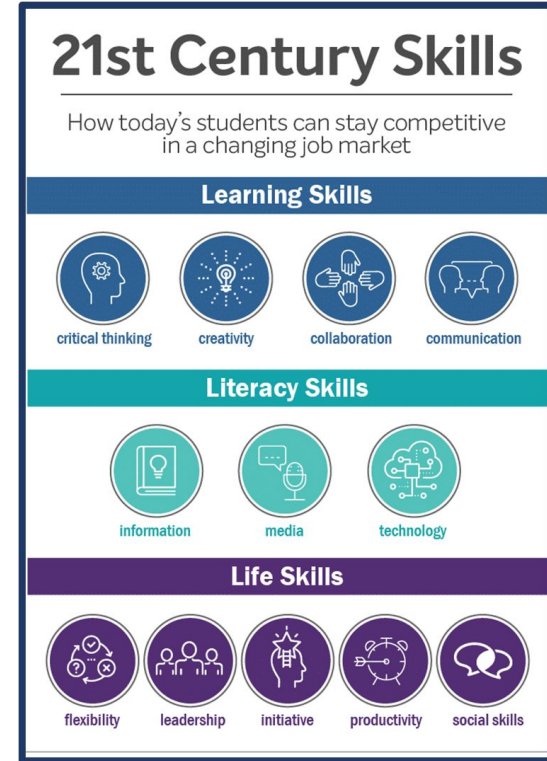 21st Century Skills
How today's students can stay competitive
in a changing job market
Learning Skills
critical thinking creativity collaboration communication
Literacy Skills
information media technology
Life Skills
flexibility leadership initiative productivity social skills